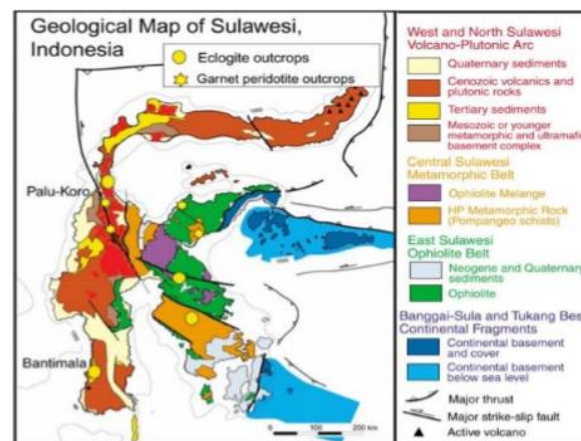 Geological Map of Sulawesi,
Indonesia
Eclogite outcrops
Garnet peridotite outcrops
Palu-Koro
Bantimala
0 100 200 km
West and North Sulawesi
Volcano-Plutonic Arc
Quaternary sediments
Cenozoic volcanics and
plutonic rocks
Tertiary sediments
Mesozoic or younger
metamorphic and ultramafic
basement complex
Central Sulawesi
Metamorphic Belt
Ophiolite Melange
HP Metamorphic Rock
(Pompangeo schists)
East Sulawesi
Ophiolite Belt
Neogene and Quaternary
sediments
Ophiolite
Banggai-Sula and Tukang Bes
Continental Fragments
Continental basement
and cover
Continental basement
below sea level
Major thrust
Major strike-slip fault
Active volcano